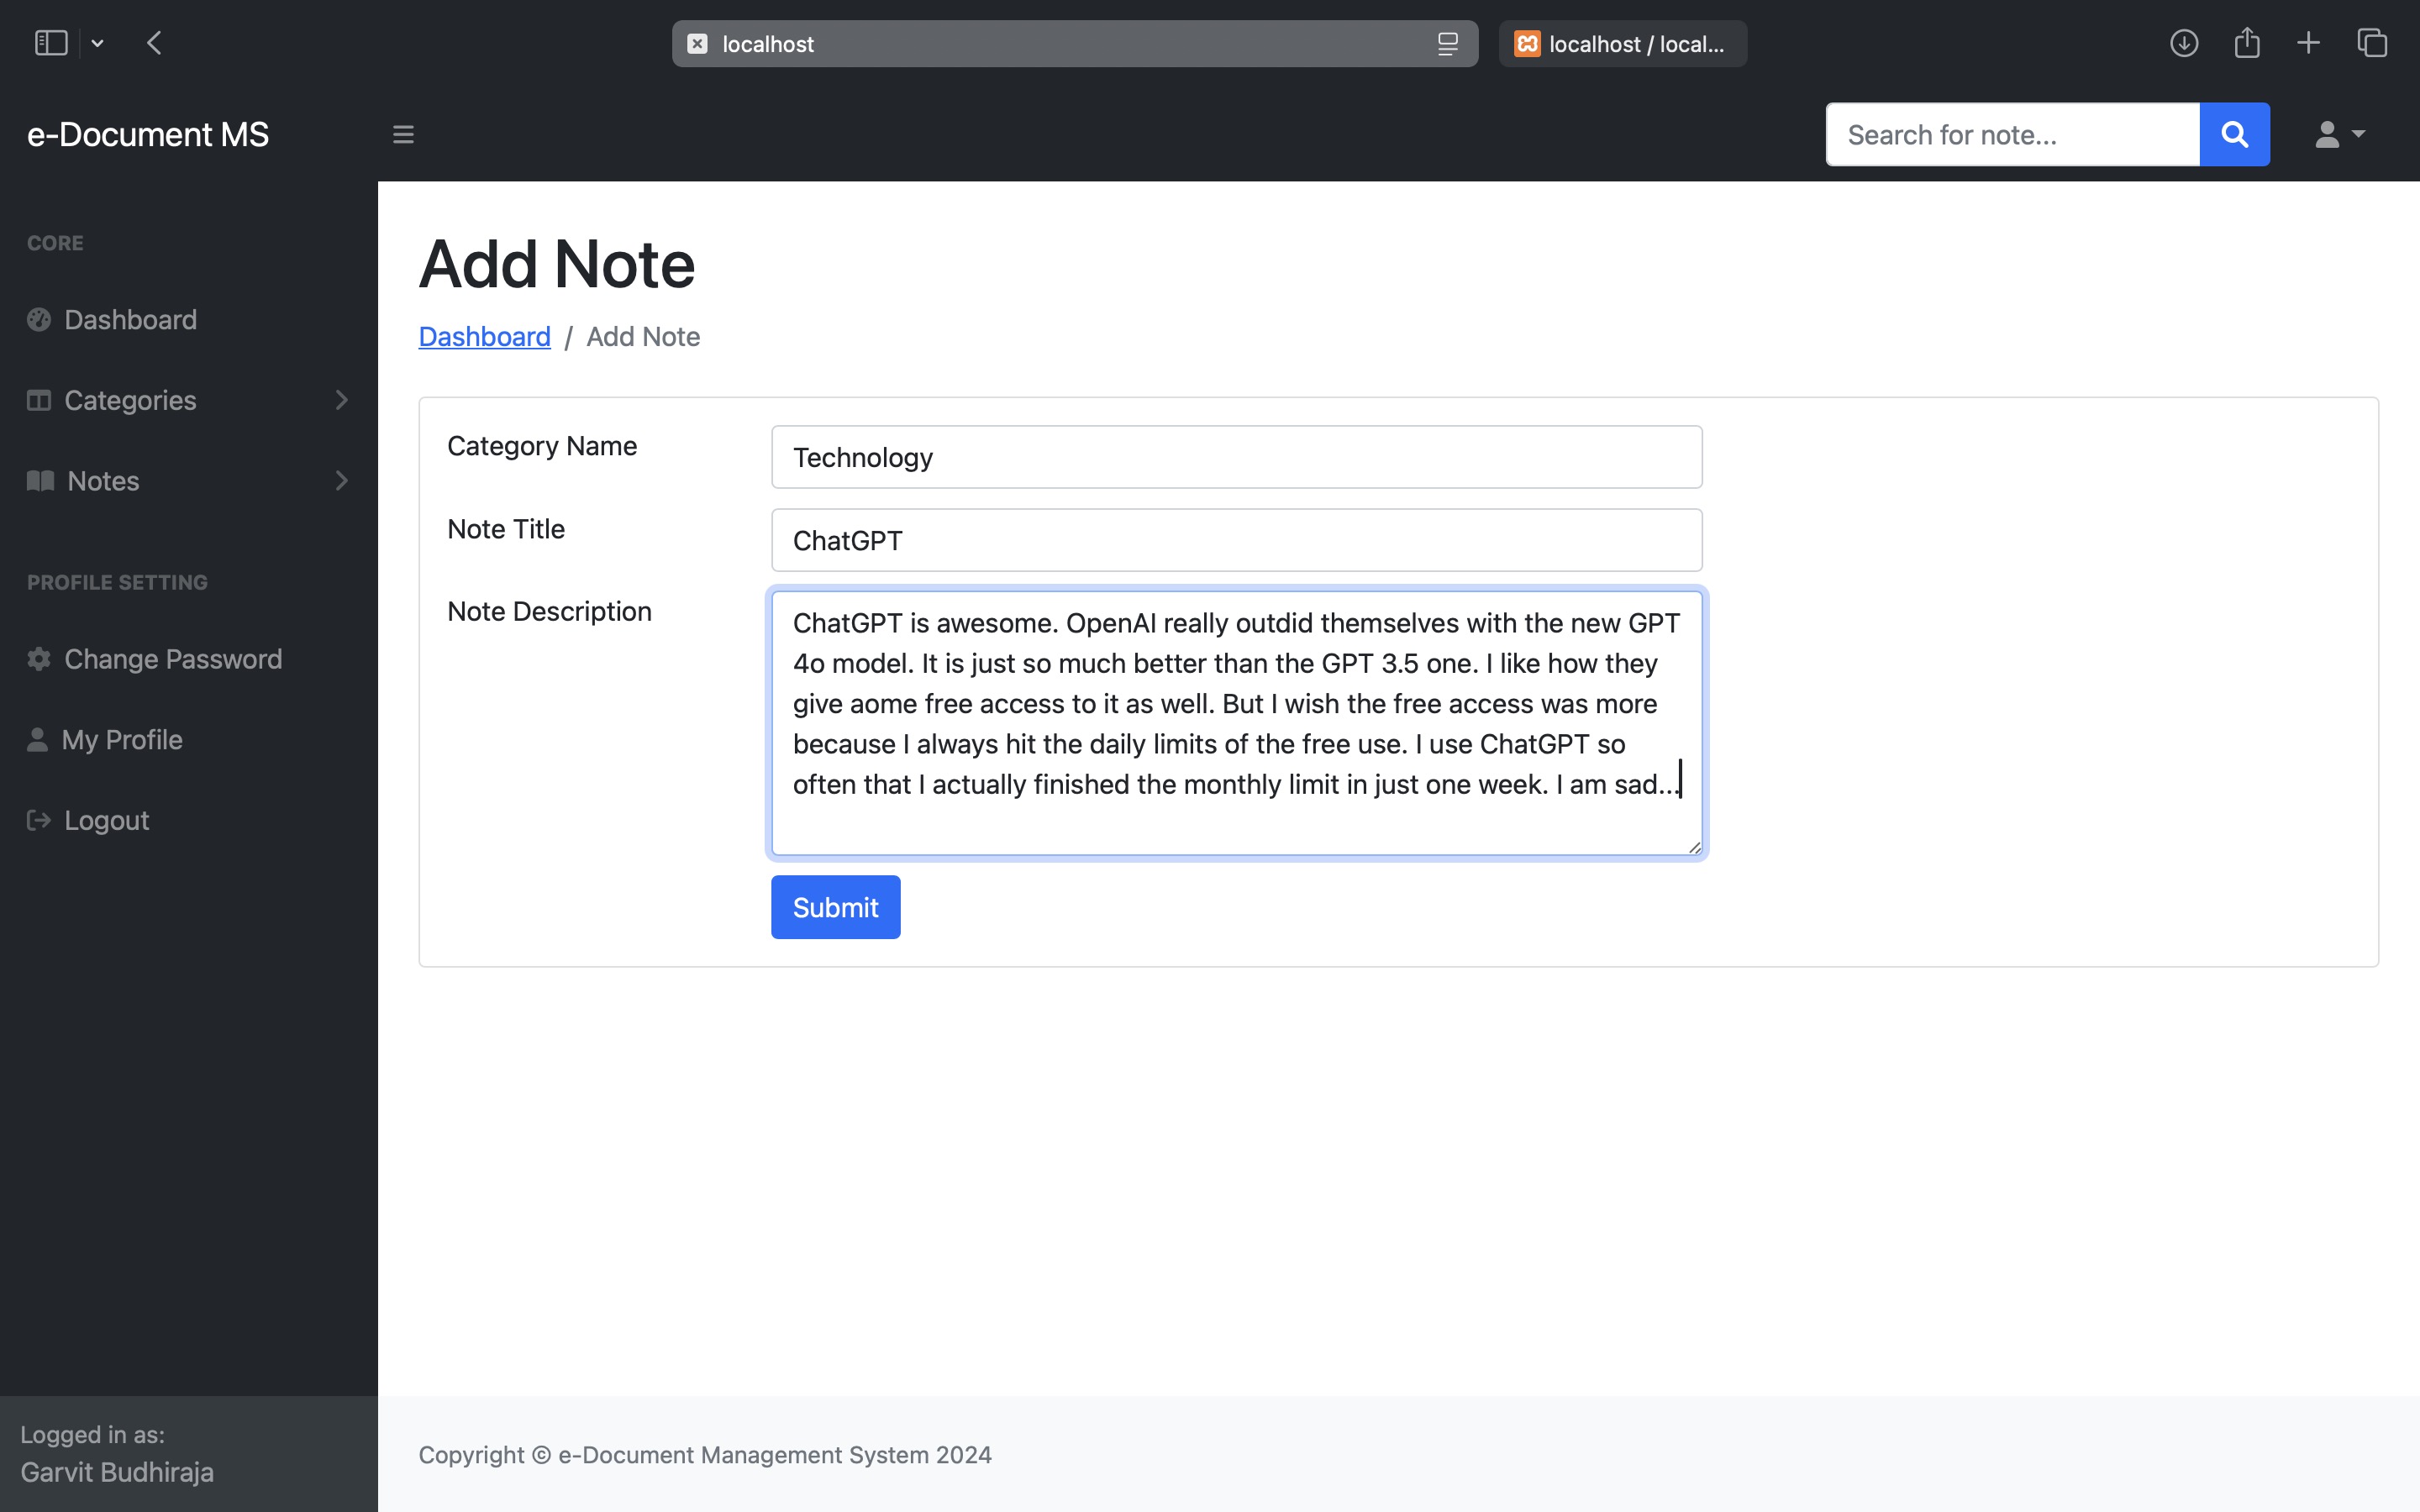 localhost
localhost / local...
e-Document MS
Search for note...
CORE
Dashboard
Categories
Notes
PROFILE SETTING
Change Password
My Profile
Logout
Logged in as:
Garvit Budhiraja
Add Note
Dashboard / Add Note
Category Name
Technology
Note Title
ChatGPT
Note Description
ChatGPT is awesome. OpenAI really outdid themselves with the new GPT
4o model. It is just so much better than the GPT 3.5 one. I like how they
give aome free access to it as well. But I wish the free access was more
because I always hit the daily limits of the free use. I use ChatGPT so
often that I actually finished the monthly limit in just one week. I am sad...
Submit
Copyright © e-Document Management System 2024